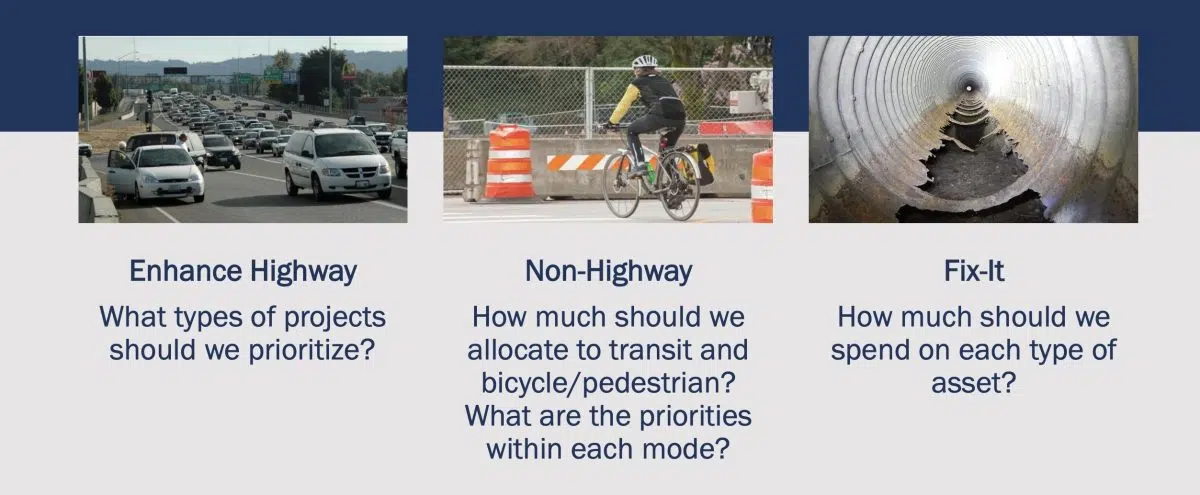 Enhance Highway
What types of projects
should we prioritize?
Non-Highway
How much should we
allocate to transit and
bicycle/pedestrian?
What are the priorities
within each mode?
Fix-It
How much should we
spend on each type of
asset?